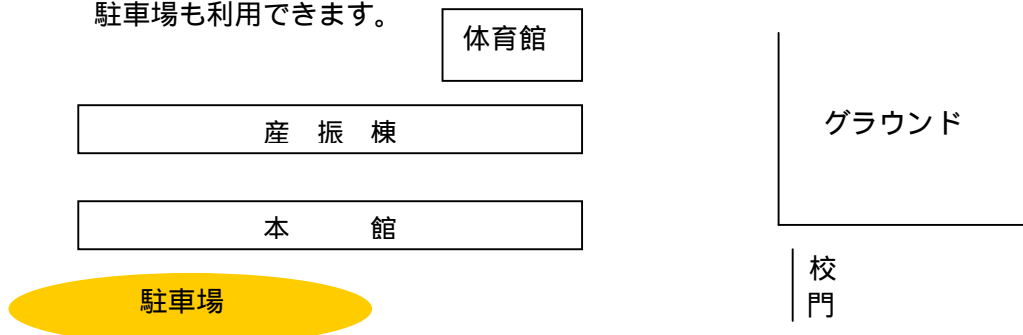 駐車場も利用できます。
体育館
グラウンド
産 振 棟
本 館
校
門
駐車場